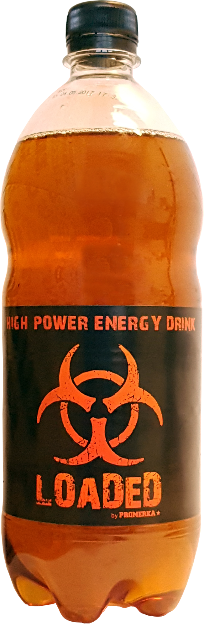 HIGH POWER ENERGY DRINK
LOADED
by PROMERKA